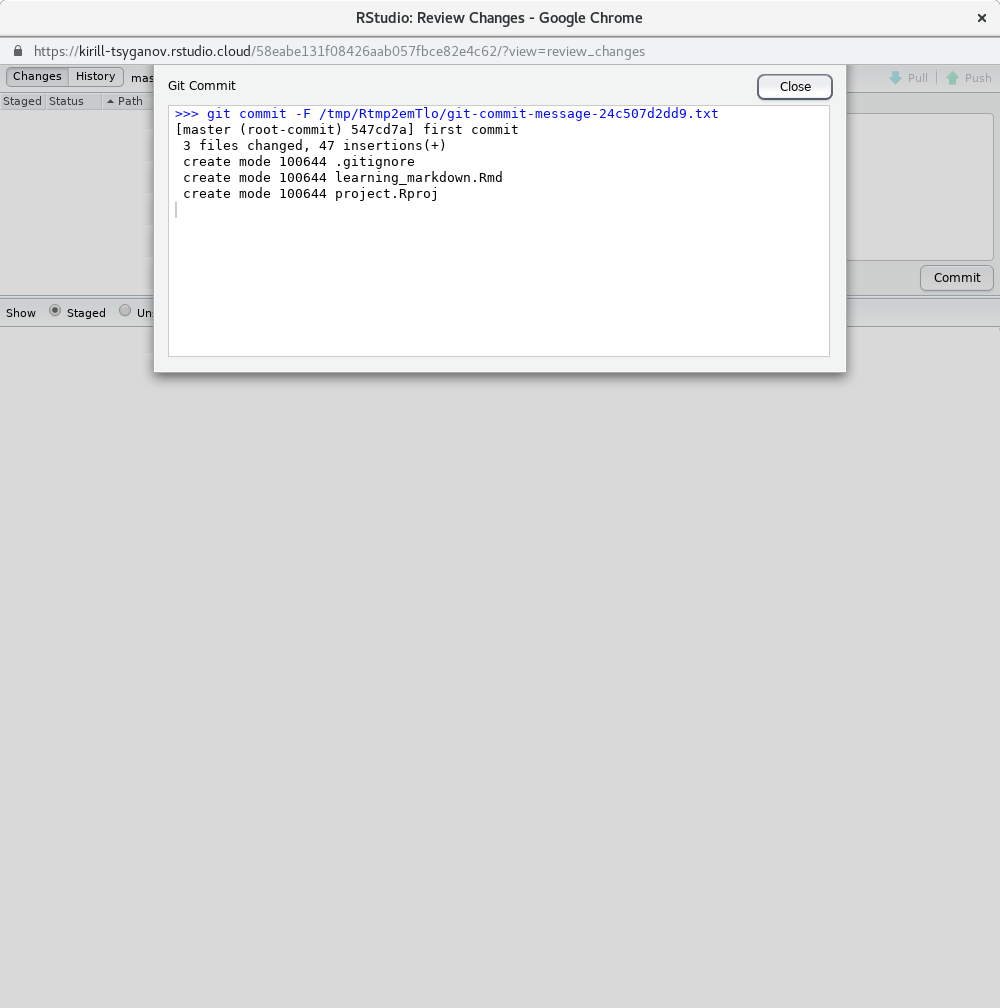 RStudio: Review Changes - Google Chrome
https://kirill-tsyganov.rstudio.cloud/58eabe131f08426aab057fbce82e4c62/?view=review_changes
Changes History mas Pull Push
Staged Status Path
Git Commit Close
>>> git commit -F /tmp/Rtmp2emTlo/git-commit-message-24c507d2dd9.txt
[master (root-commit) 547cd7a] first commit
3 files changed, 47 insertions(+)
create mode 100644 .gitignore
create mode 100644 learning_markdown.Rmd
create mode 100644 project.Rproj
Commit
Show Staged Uns